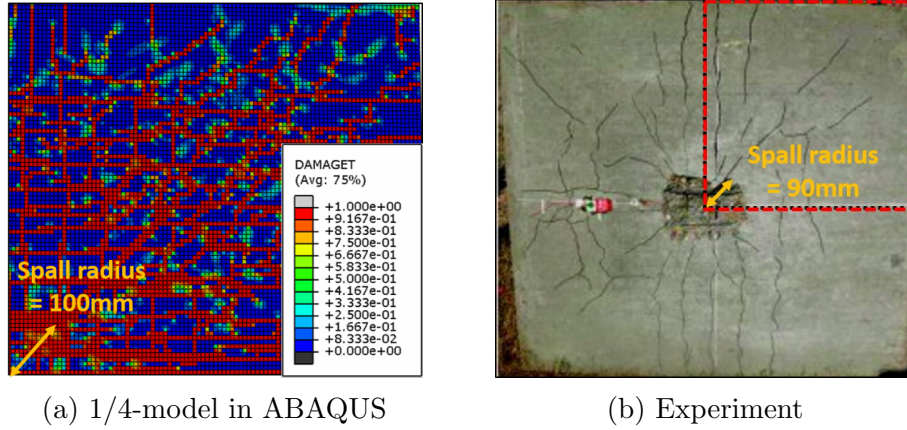 DAMAGET
(Avg: 75%)
+1.000e+00
+9.167e-01
+8.333e-01
+7.500e-01
+6.667e-01
+5.833e-01
+5.000e-01
+4.167e-01
+3.333e-01
+2.500e-01
+1.667e-01
+8.333e-02
+0.000e+00
Spall radius
= 100mm
Spall radius
= 90mm
(a) 1/4-model in ABAQUS
(b) Experiment